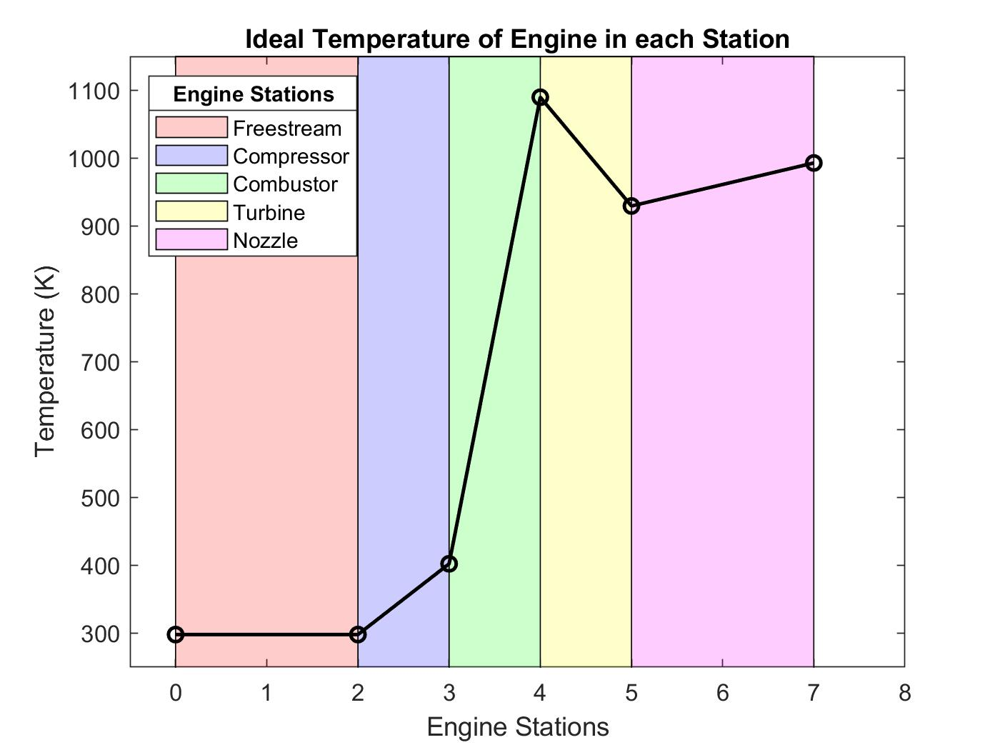 Ideal Temperature of Engine in each Station
Engine Stations
Freestream
Compressor
Combustor
Turbine
Nozzle
Temperature (K)
1100
1000
900
800
700
600
500
400
300
0 1 2 3 4 5 6 7 8
Engine Stations